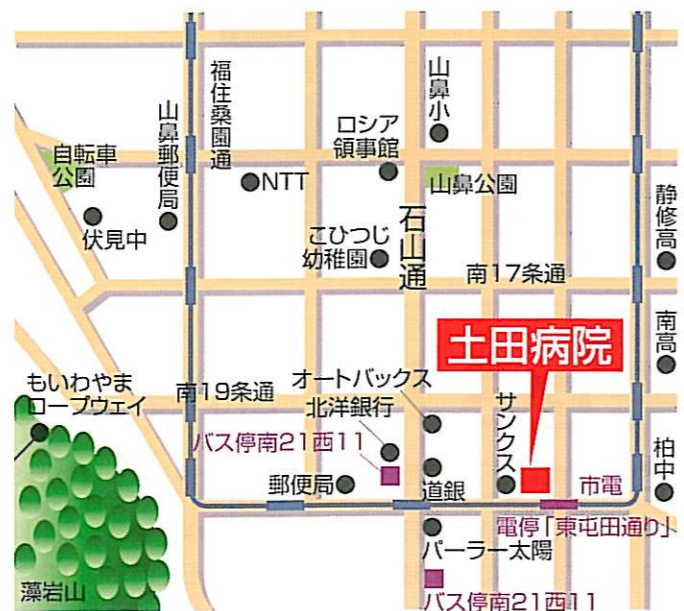 福住桑園通
山鼻郵便局
自転車
公園
伏見中
NTT
ロシア
領事館
山鼻小
山鼻公園
こひつじ
幼稚園
石山通
静修高
南17条通
南高
土田病院
もいわやま
ロープウェイ
南19条通
オートバックス
北洋銀行
バス停南21西11
郵便局
道銀
サンクス
市電
柏中
電停「東屯田通り」
パーラー太陽
バス停南21西11
藻岩山